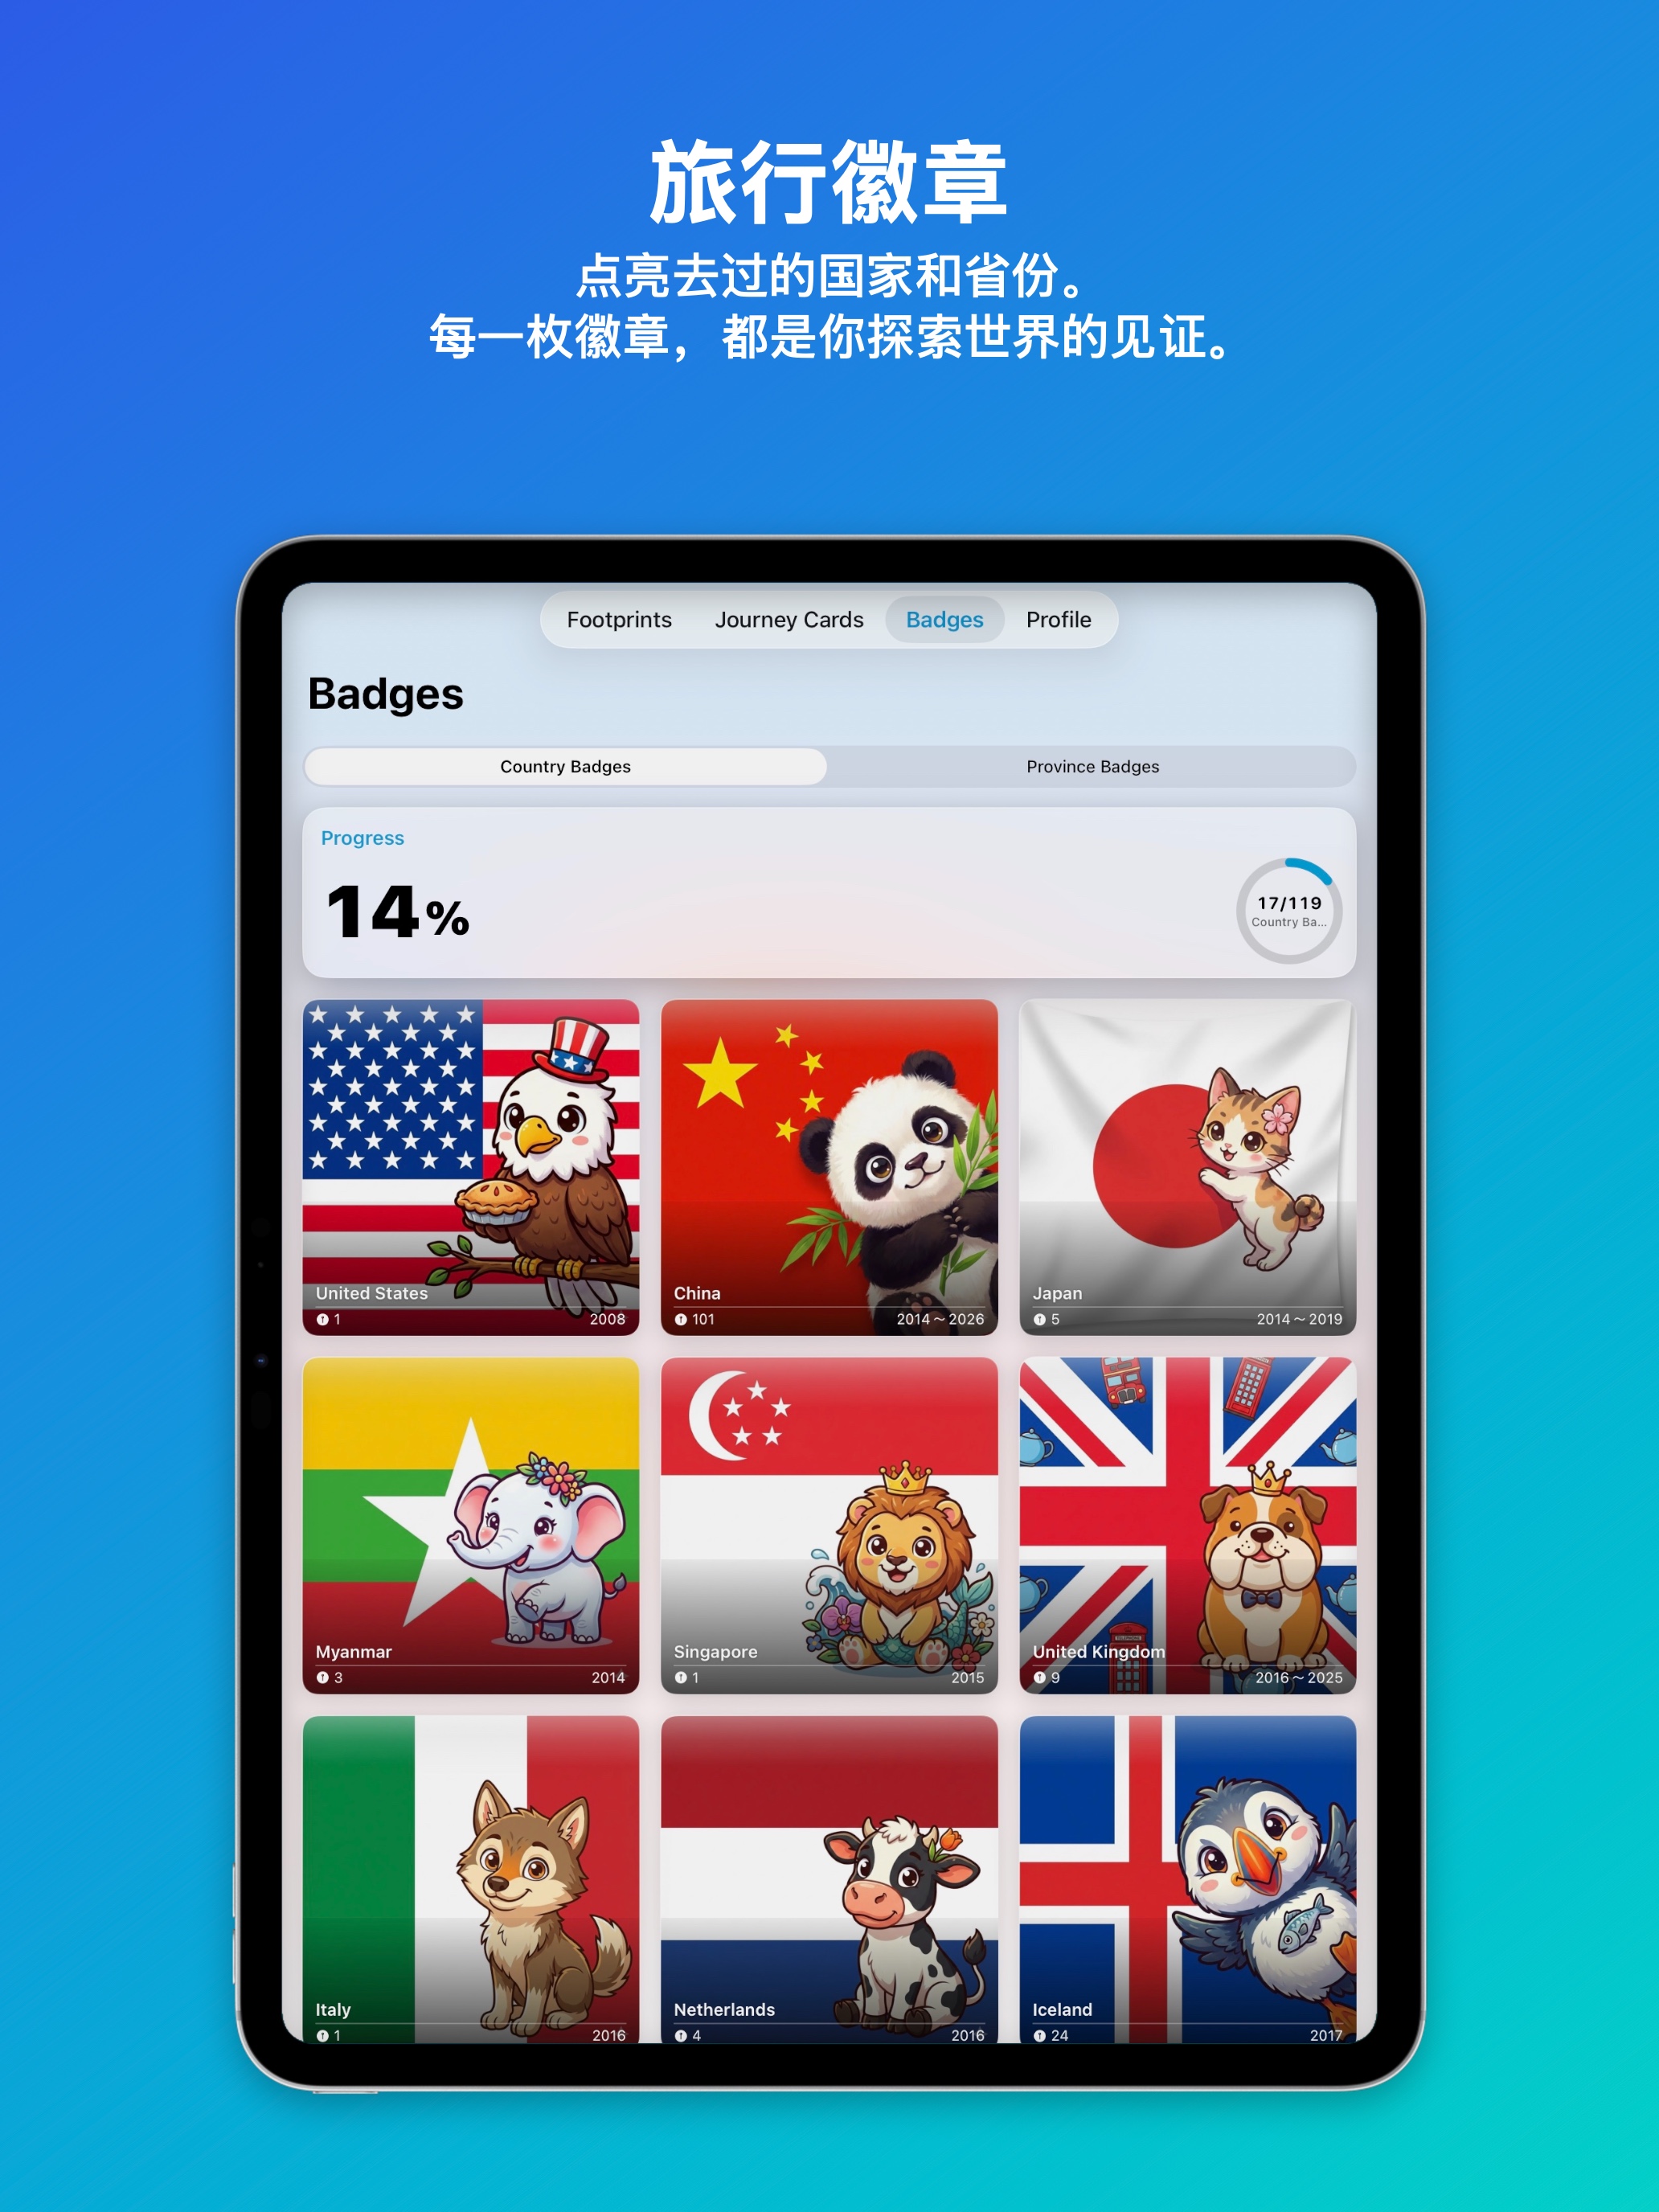 旅行徽章
点亮去过的国家和省份。
每一枚徽章，都是你探索世界的见证。
Footprints Journey Cards Badges Profile
Badges
Country Badges Province Badges
Progress
14%
17/119
Country Ba...
United States
1 2008
China
101 2014～2026
Japan
5 2014～2019
Myanmar
3 2014
Singapore
1 2015
TELEPHONE
United Kingdom
9 2016～2025
Italy
1 2016
Netherlands
4 2016
Iceland
24 2017